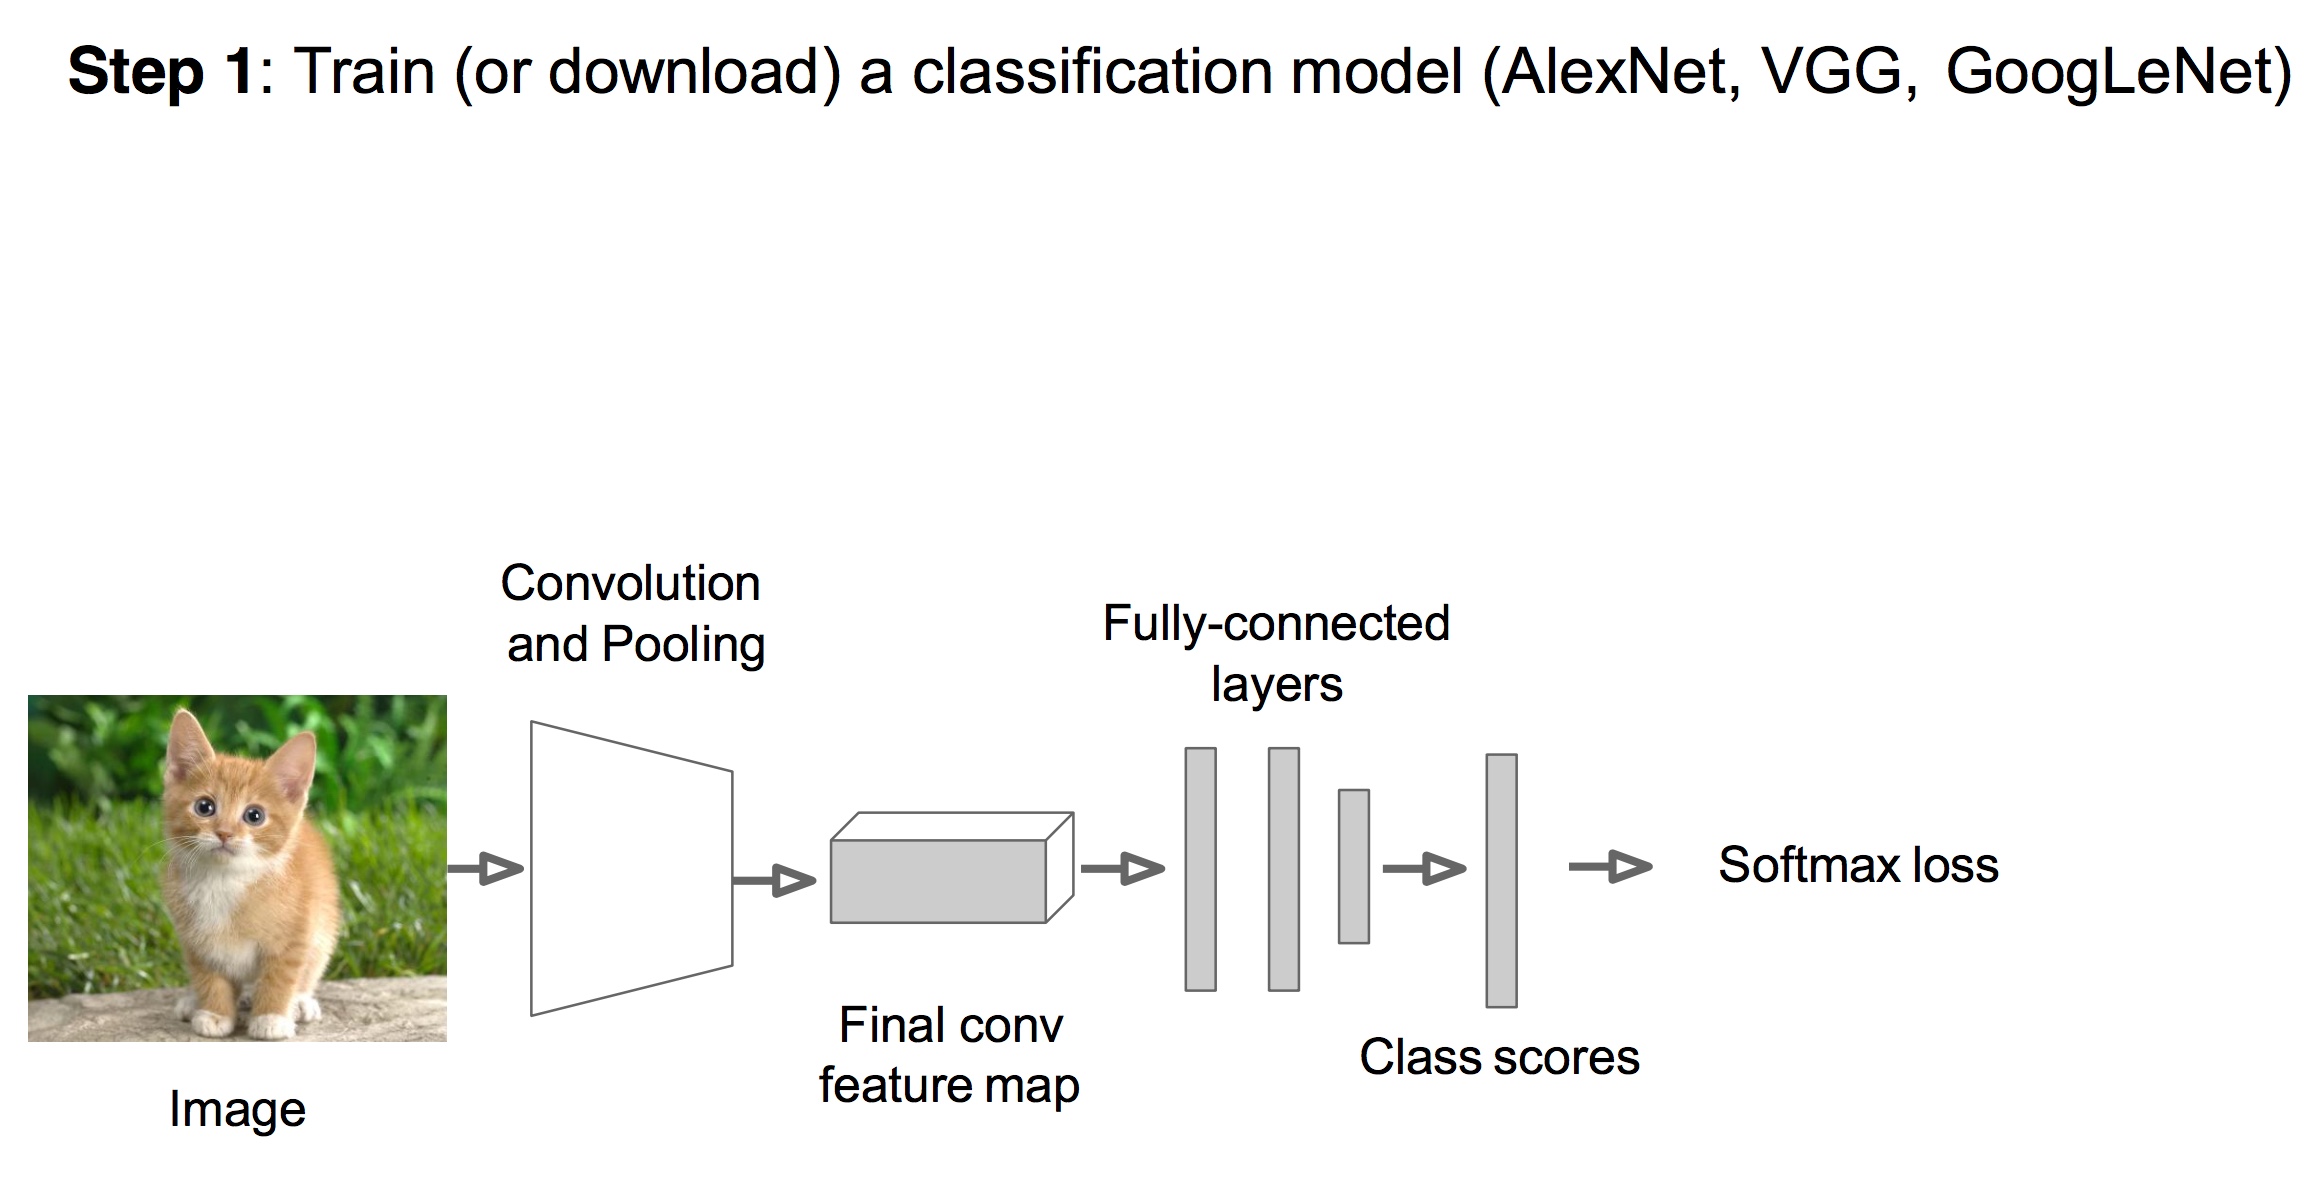 Step 1: Train (or download) a classification model (AlexNet, VGG, GoogLeNet)
Convolution
and Pooling
Fully-connected
layers
Softmax loss
Final conv
feature map
Class scores
Image